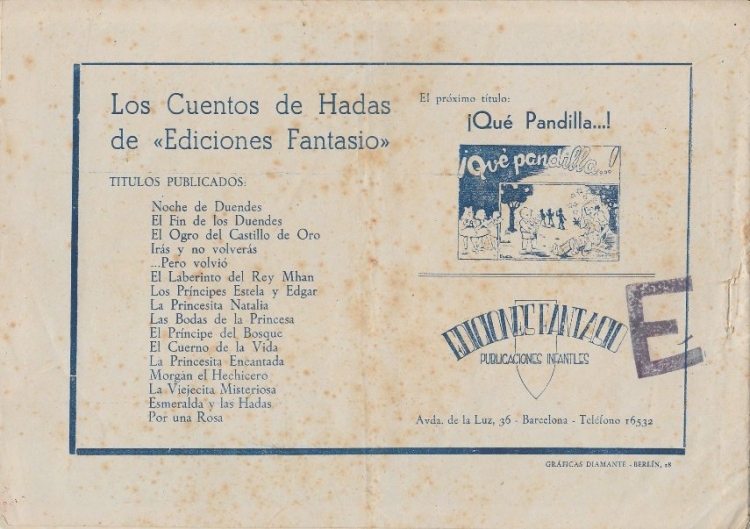 Los Cuentos de Hadas
de «Ediciones Fantasio»
TITULOS PUBLICADOS:
Noche de Duendes
El Fin de los Duendes
El Ogro del Castillo de Oro
Irás y no volverás
...Pero volvió
El Laberinto del Rey Mhan
Los Príncipes Estela y Edgar
La Princesita Natalia
Las Bodas de la Princesa
El Príncipe del Bosque
El Cuerno de la Vida
La Princesita Encantada
Morgan el Hechicero
La Viejecita Misteriosa
Esmeralda y las Hadas
Por una Rosa
El próximo título:
¡Qué Pandilla...!
¡Qué pandilla...!
EDICIONES FANTASIO
PUBLICACIONES INFANTILES
E
Avda. de la Luz, 36 - Barcelona - Teléfono 16532
GRÁFICAS DIAMANTE - BERLÍN, 28